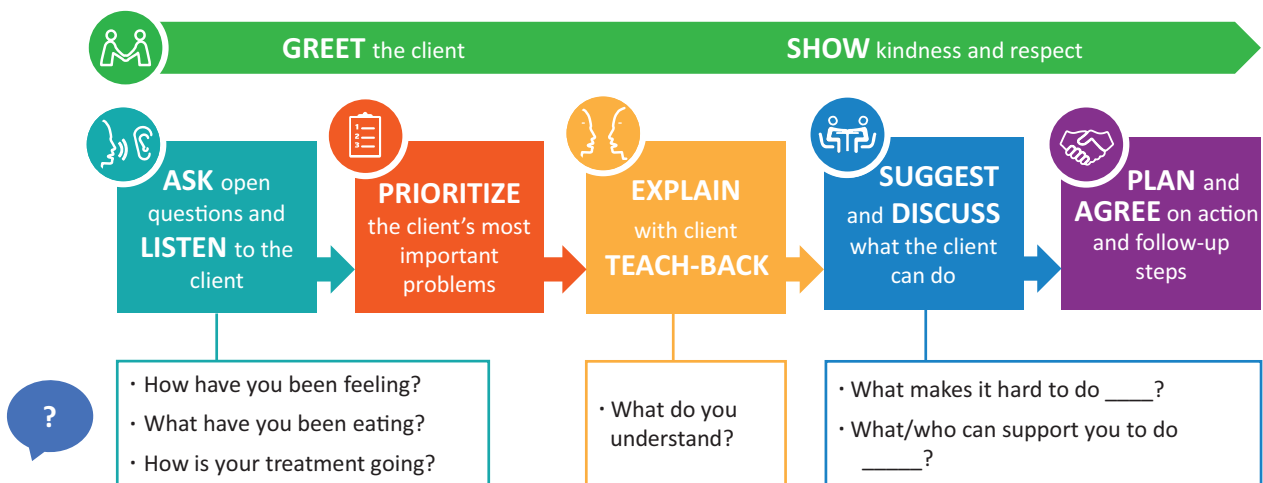 GREET the client
SHOW kindness and respect
ASK open
questions and
LISTEN to the
client
1
2
3
PRIORITIZE
the client's most
important
problems
EXPLAIN
with client
TEACH-BACK
SUGGEST
and DISCUSS
what the client
can do
PLAN and
AGREE on action
and follow-up
steps
?
· How have you been feeling?
· What have you been eating?
· How is your treatment going?
· What do you
understand?
· What makes it hard to do ____?
· What/who can support you to do
_____?